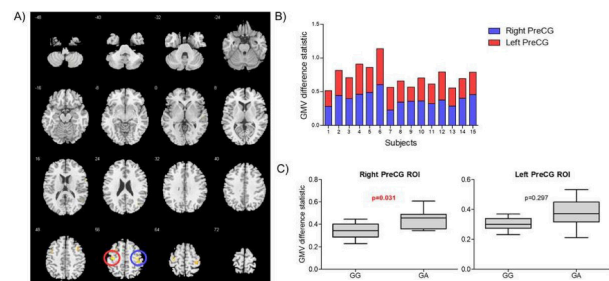 A)
-48 -40 -32 -24
-16 -8 0 8
16 24 32 40
48 56 64 72
B)
Right PreCG
Left PreCG
GMV difference statistic
1.5
1.0
0.5
0.0
1 2 3 4 5 6 7 8 9 10 11 12 13 14 15
Subjects
C)
Right PreCG ROI
GMV difference statistic
0.8
0.6
0.4
0.2
0.0
p=0.031
GG GA
Left PreCG ROI
0.6
0.4
0.2
0.0
p=0.297
GG GA